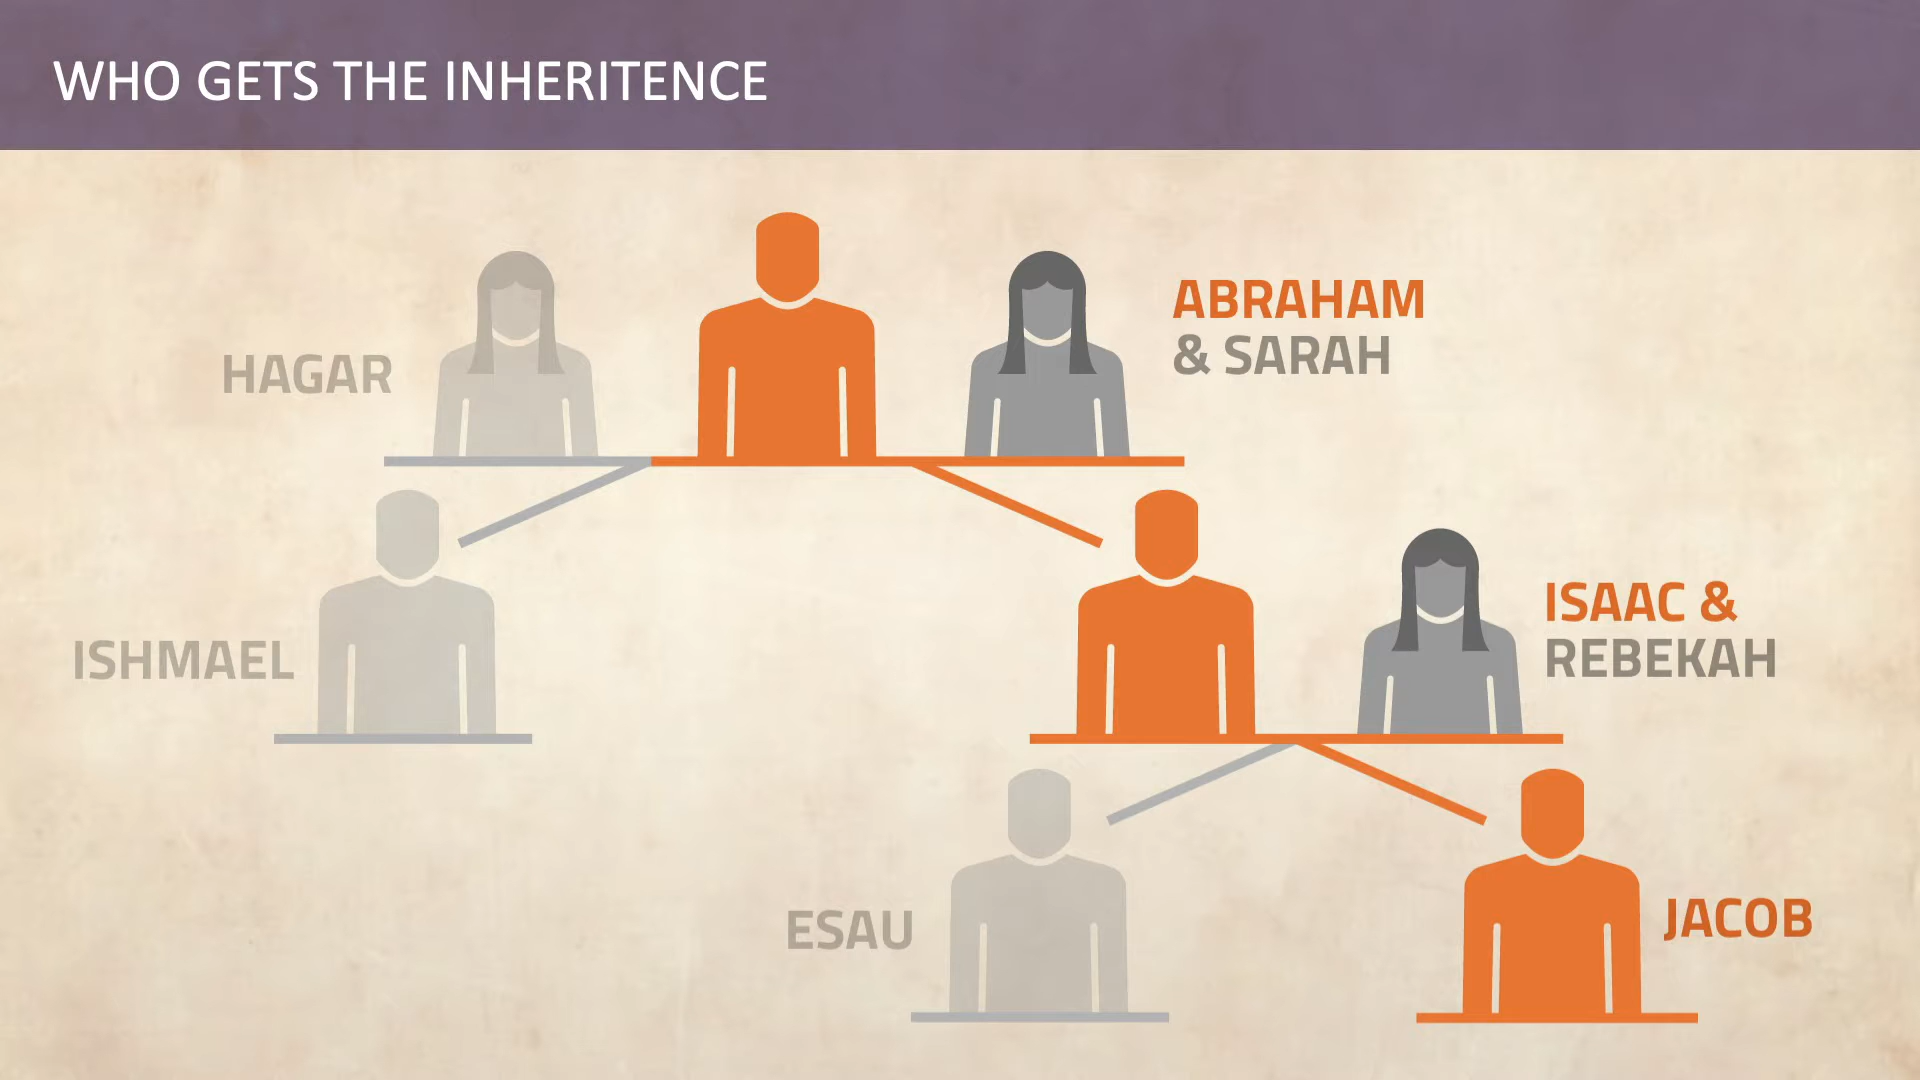 WHO GETS THE INHERITENCE
HAGAR
ABRAHAM
& SARAH
ISHMAEL
ISAAC &
REBEKAH
ESAU
JACOB